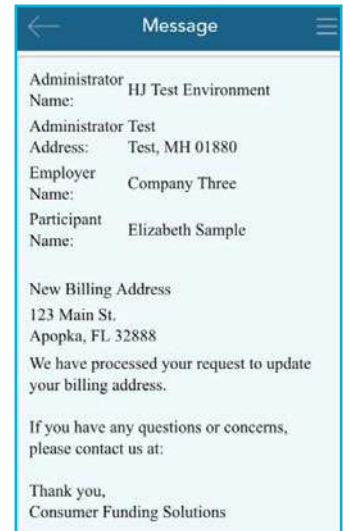 Message
Administrator Name: HJ Test Environment
Administrator Address: Test
Test, MH 01880
Employer Name: Company Three
Participant Name: Elizabeth Sample
New Billing Address
123 Main St.
Apopka, FL 32888
We have processed your request to update
your billing address.
If you have any questions or concerns,
please contact us at:
Thank you,
Consumer Funding Solutions